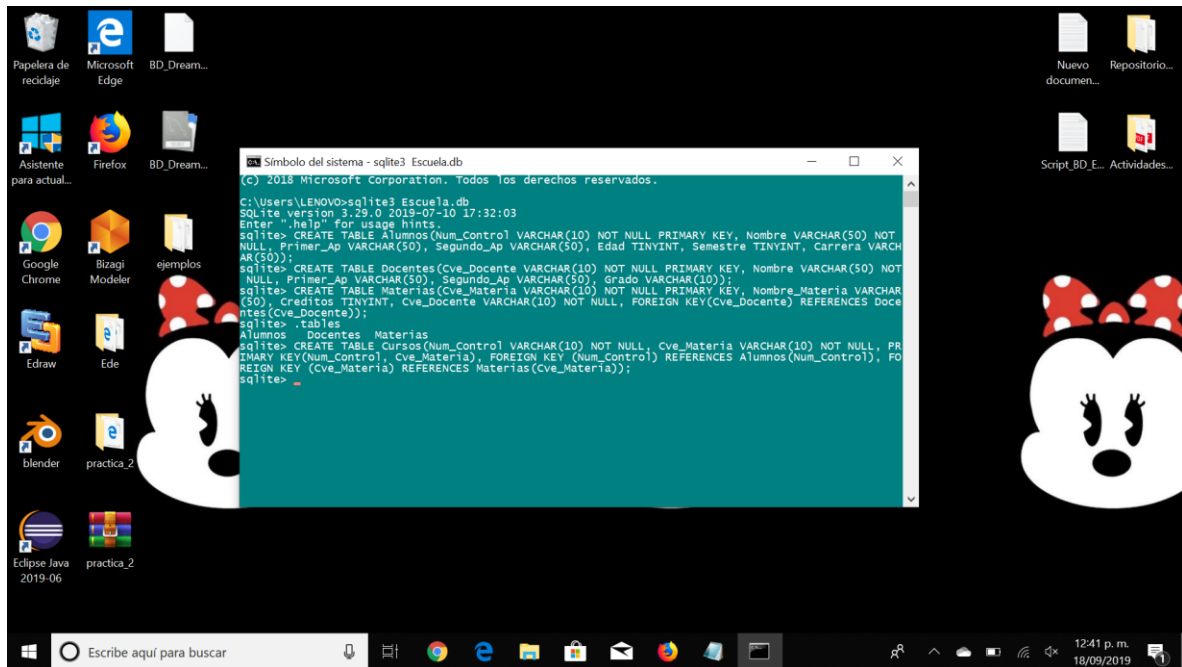 Papelera de
reciclaje
Microsoft
Edge
BD_Dream...
Nuevo
documen...
Repositorio...
Asistente
para actual...
Firefox
BD_Dream...
Script_BD_E...
Actividades...
Google
Chrome
Bizagi
Modeler
ejemplos
Edraw
Ede
blender
practica_2
Eclipse Java
2019-06
practica_2
Símbolo del sistema - sqlite3 Escuela.db
(c) 2018 Microsoft Corporation. Todos los derechos reservados.
C:\Users\LENOVO>sqlite3 Escuela.db
SQLite version 3.29.0 2019-07-10 17:32:03
Enter ".help" for usage hints.
sqlite> CREATE TABLE Alumnos(Num_Control VARCHAR(10) NOT NULL PRIMARY KEY, Nombre VARCHAR(50) NOT
NULL, Primer_Ap VARCHAR(50), Segundo_Ap VARCHAR(50), Edad TINYINT, Semestre TINYINT, Carrera VARCH
AR(50));
sqlite> CREATE TABLE Docentes(Cve_Docente VARCHAR(10) NOT NULL PRIMARY KEY, Nombre VARCHAR(50) NOT
NULL, Primer_Ap VARCHAR(50), Segundo_Ap VARCHAR(50), Grado VARCHAR(10));
sqlite> CREATE TABLE Materias(Cve_Materia VARCHAR(10) NOT NULL PRIMARY KEY, Nombre_Materia VARCHAR
(50), Creditos TINYINT, Cve_Docente VARCHAR(10) NOT NULL, FOREIGN KEY(Cve_Docente) REFERENCES Doce
ntes(Cve_Docente));
sqlite> .tables
Alumnos Docentes Materias
sqlite> CREATE TABLE Cursos(Num_Control VARCHAR(10) NOT NULL, Cve_Materia VARCHAR(10) NOT NULL, PR
IMARY KEY(Num_Control, Cve_Materia), FOREIGN KEY (Num_Control) REFERENCES Alumnos(Num_Control), FO
REIGN KEY (Cve_Materia) REFERENCES Materias(Cve_Materia));
sqlite> _
Escribe aquí para buscar
12:41 p. m.
18/09/2019
1